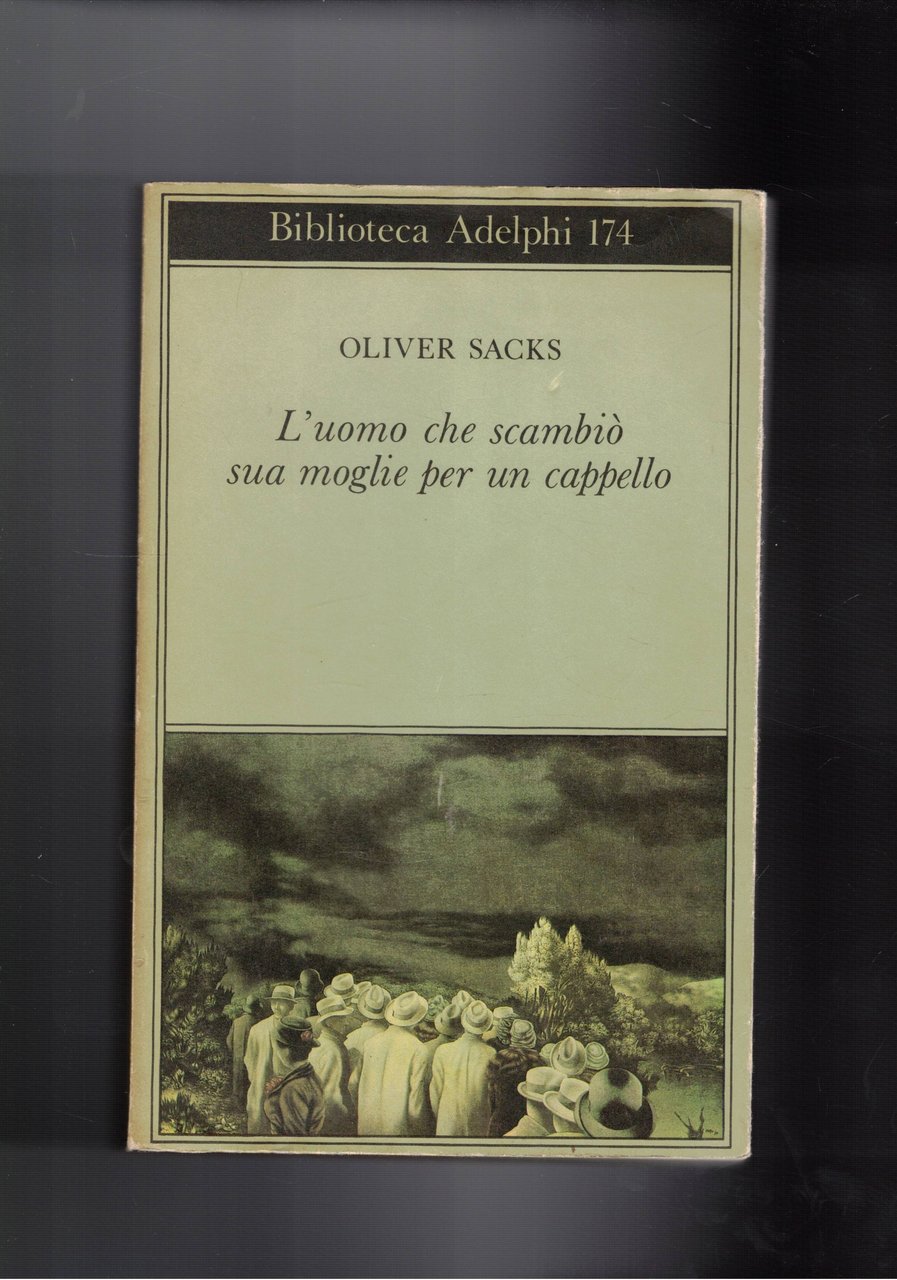 Biblioteca Adelphi 174
OLIVER SACKS
L'uomo che scambiò
sua moglie per un cappello